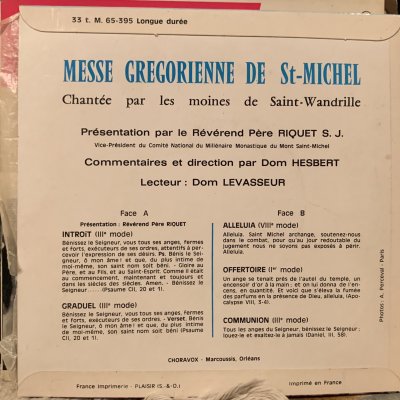 33 t. M. 65-395 Longue durée
MESSE GREGORIENNE DE St-MICHEL
Chantée par les moines de Saint-Wandrille
Présentation par le Révérend Père RIQUET S. J.
Vice-Président du Comité National du Millénaire Monastique du Mont Saint-Michel
Commentaires et direction par Dom HESBERT
Lecteur : Dom LEVASSEUR
Face A
Présentation : Révérend Père RIQUET
INTROÏT (IIIe mode)
Bénissez le Seigneur, vous tous ses anges, fermes
et forts, exécuteurs de ses ordres, attentifs à per-
cevoir l'expression de ses désirs. Ps. Bénis le Sei-
gneur, ô mon âme ! et que, du plus intime de
moi-même, son saint nom soit béni. - Gloire au
Père, et au Fils, et au Saint-Esprit. Comme il était
au commencement, maintenant et toujours et
dans les siècles des siècles. Amen. - Bénissez le
Seigneur ..... (Psaume CII, 20 et 1).
GRADUEL (IIIe mode)
Bénissez le Seigneur, vous tous ses anges, fermes
et forts, exécuteurs de ses ordres. - Verset. Bénis
le Seigneur, ô mon âme ! et que, du plus intime
de moi-même, son saint nom soit béni. (Psaume
CII, 20 et 1).
Face B
ALLELUIA (VIIe mode)
Alleluia. Saint Michel archange, soutenez-nous
dans le combat, pour qu'au jour redoutable du
jugement nous ne soyons pas exposés à périr.
Alleluia.
OFFERTOIRE (Ier mode)
Un ange se tenait près de l'autel du temple, un
encensoir d'or à la main ; et on lui donna de l'en-
cens, en quantité. Et voici que s'éleva la fumée
des parfums en la présence de Dieu, alleluia, (Apo-
calypse VIII, 3-4).
COMMUNION (IIIe mode)
Tous les anges du Seigneur, bénissez le Seigneur :
louez-le et exaltez-le à jamais (Daniel, III, 58).
Photos : A. Perceval - Paris
CHORAVOX - Marcoussis, Orléans
France Imprimerie - PLAISIR (S.-&-O.)
Imprimé en France